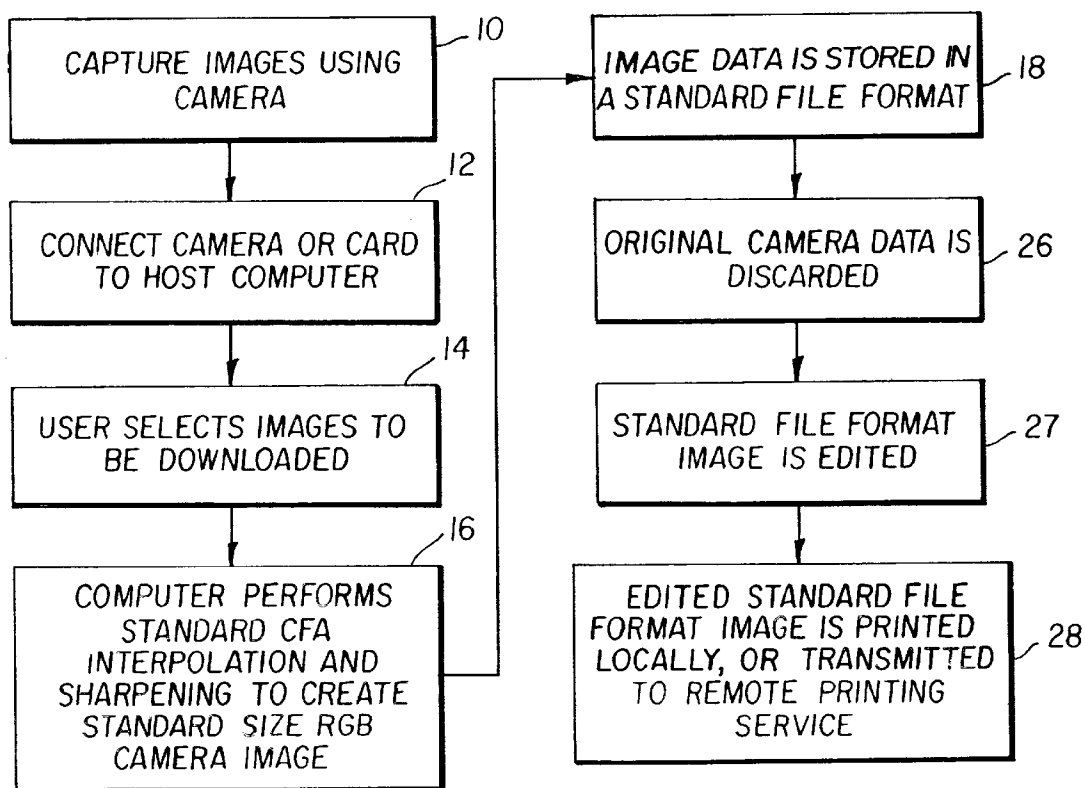 10
CAPTURE IMAGES USING
CAMERA
12
CONNECT CAMERA OR CARD
TO HOST COMPUTER
14
USER SELECTS IMAGES TO
BE DOWNLOADED
16
COMPUTER PERFORMS
STANDARD CFA
INTERPOLATION AND
SHARPENING TO CREATE
STANDARD SIZE RGB
CAMERA IMAGE
IMAGE DATA IS STORED IN
A STANDARD FILE FORMAT
18
ORIGINAL CAMERA DATA IS
DISCARDED
26
STANDARD FILE FORMAT
IMAGE IS EDITED
27
EDITED STANDARD FILE
FORMAT IMAGE IS PRINTED
LOCALLY, OR TRANSMITTED
TO REMOTE PRINTING
SERVICE
28